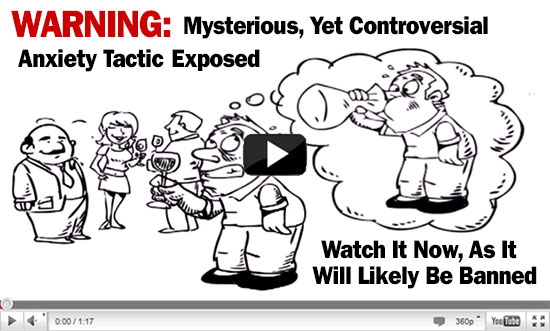 WARNING: Mysterious, Yet Controversial
Anxiety Tactic Exposed
Watch It Now, As It
Will Likely Be Banned
0:00 / 1:17
360p
YouTube